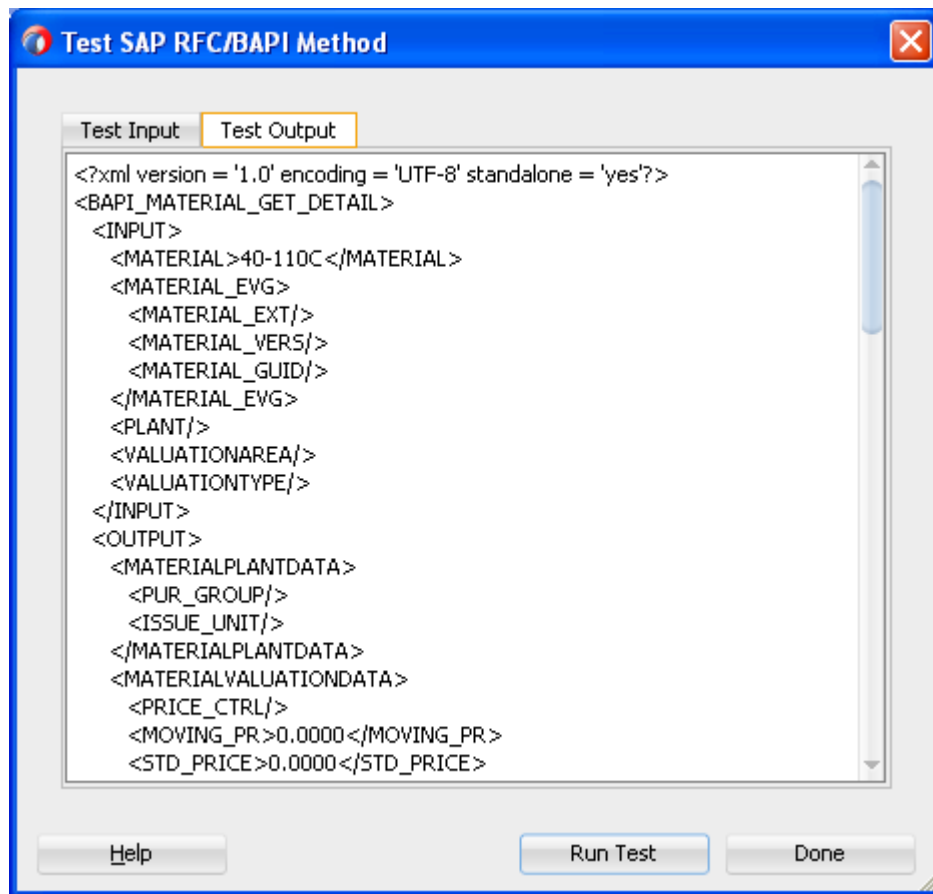 Test SAP RFC/BAPI Method
Test Input Test Output
<?xml version = '1.0' encoding = 'UTF-8' standalone = 'yes'?>
<BAPI_MATERIAL_GET_DETAIL>
<INPUT>
<MATERIAL>40-110C</MATERIAL>
<MATERIAL_EVG>
<MATERIAL_EXT/>
<MATERIAL_VERS/>
<MATERIAL_GUID/>
</MATERIAL_EVG>
<PLANT/>
<VALUATIONAREA/>
<VALUATIONTYPE/>
</INPUT>
<OUTPUT>
<MATERIALPLANTDATA>
<PUR_GROUP/>
<ISSUE_UNIT/>
</MATERIALPLANTDATA>
<MATERIALVALUATIONDATA>
<PRICE_CTRL/>
<MOVING_PR>0.0000</MOVING_PR>
<STD_PRICE>0.0000</STD_PRICE>
Help Run Test Done